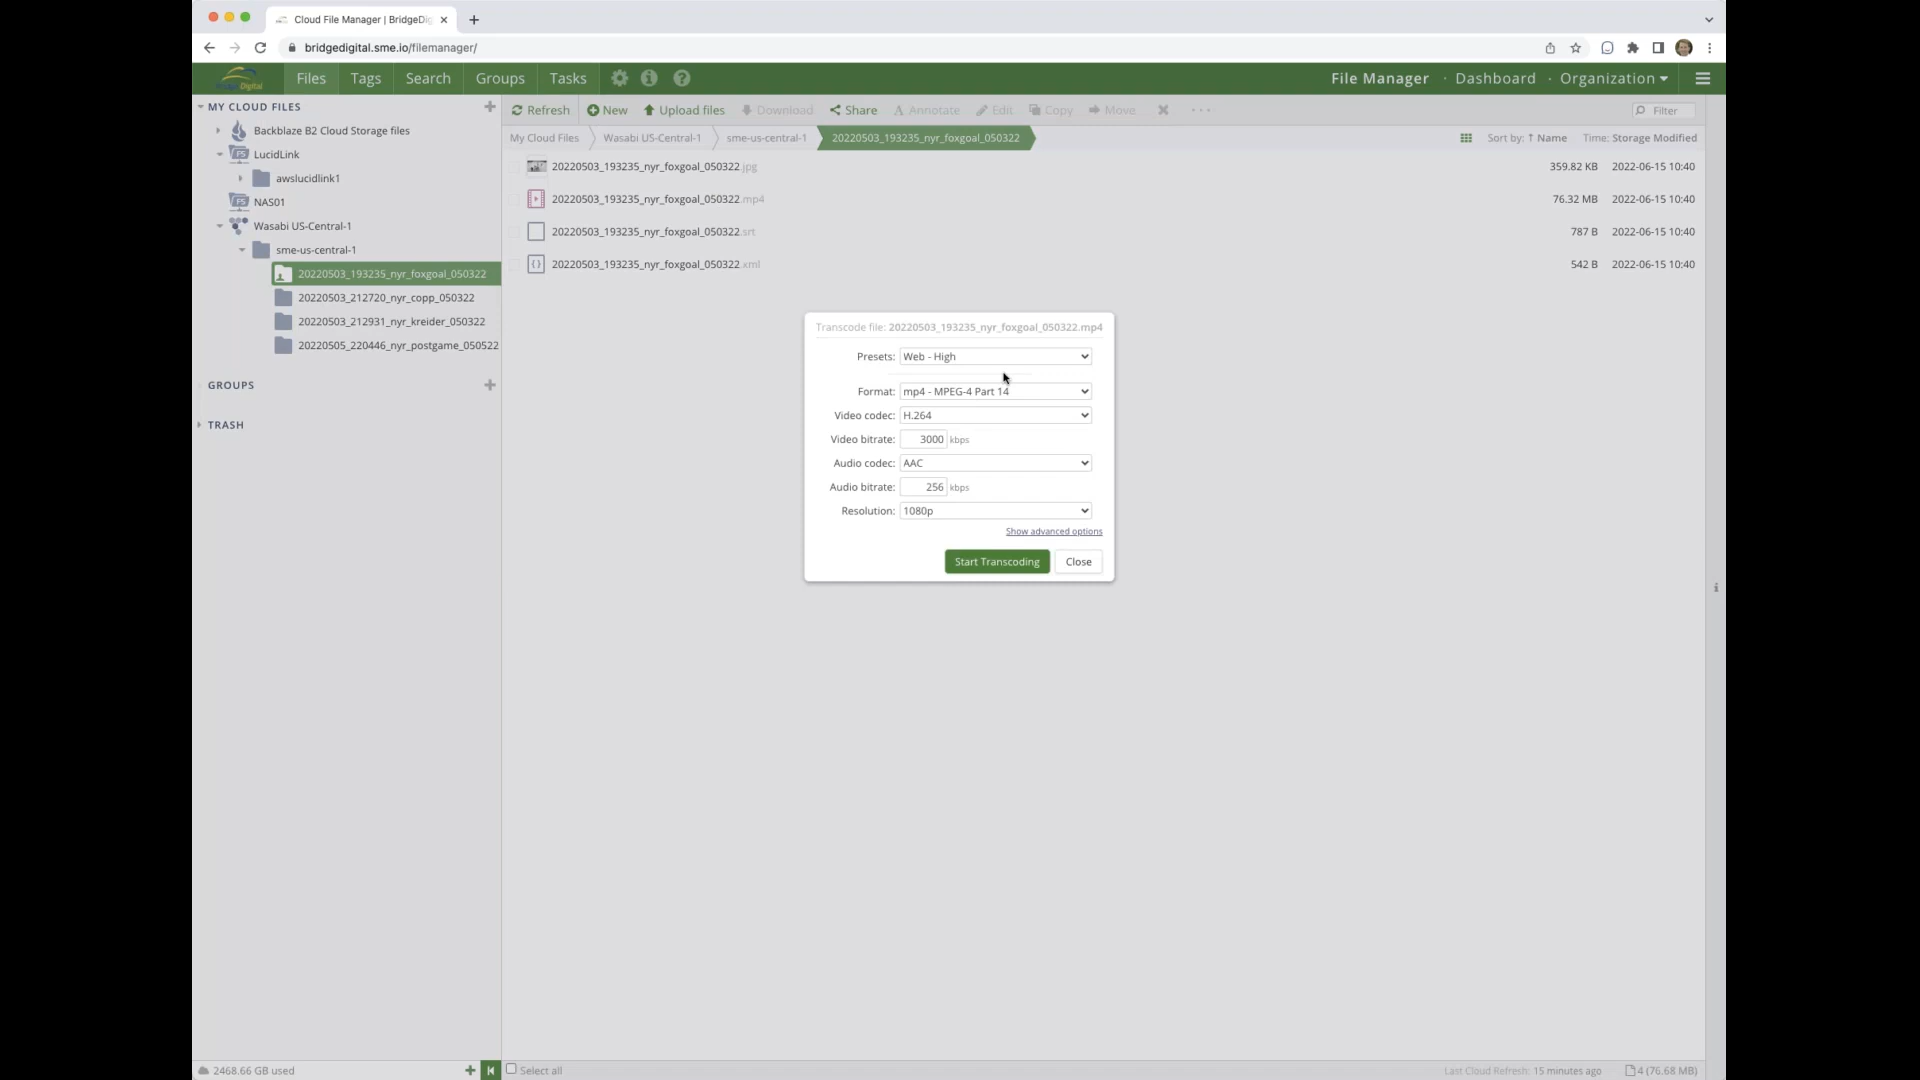 Cloud File Manager | BridgeDig
bridgedigital.sme.io/filemanager/
Digital Files Tags Search Groups Tasks File Manager · Dashboard · Organization
MY CLOUD FILES
Refresh New Upload files Download Share Annotate Edit Copy Move Filter
My Cloud Files Wasabi US-Central-1 sme-us-central-1 20220503_193235_nyr_foxgoal_050322 Sort by: ↑ Name Time: Storage Modified
Backblaze B2 Cloud Storage files
LucidLink
awslucidlink1
NAS01
Wasabi US-Central-1
sme-us-central-1
20220503_193235_nyr_foxgoal_050322
20220503_212720_nyr_copp_050322
20220503_212931_nyr_kreider_050322
20220505_220446_nyr_postgame_050522
GROUPS
TRASH
20220503_193235_nyr_foxgoal_050322.jpg 359.82 KB 2022-06-15 10:40
20220503_193235_nyr_foxgoal_050322.mp4 76.32 MB 2022-06-15 10:40
20220503_193235_nyr_foxgoal_050322.srt 787 B 2022-06-15 10:40
20220503_193235_nyr_foxgoal_050322.xml 542 B 2022-06-15 10:40
Transcode file: 20220503_193235_nyr_foxgoal_050322.mp4
Presets: Web - High
Format: mp4 - MPEG-4 Part 14
Video codec: H.264
Video bitrate: 3000 kbps
Audio codec: AAC
Audio bitrate: 256 kbps
Resolution: 1080p
Show advanced options
Start Transcoding Close
2468.66 GB used Select all Last Cloud Refresh: 15 minutes ago 4 (76.68 MB)